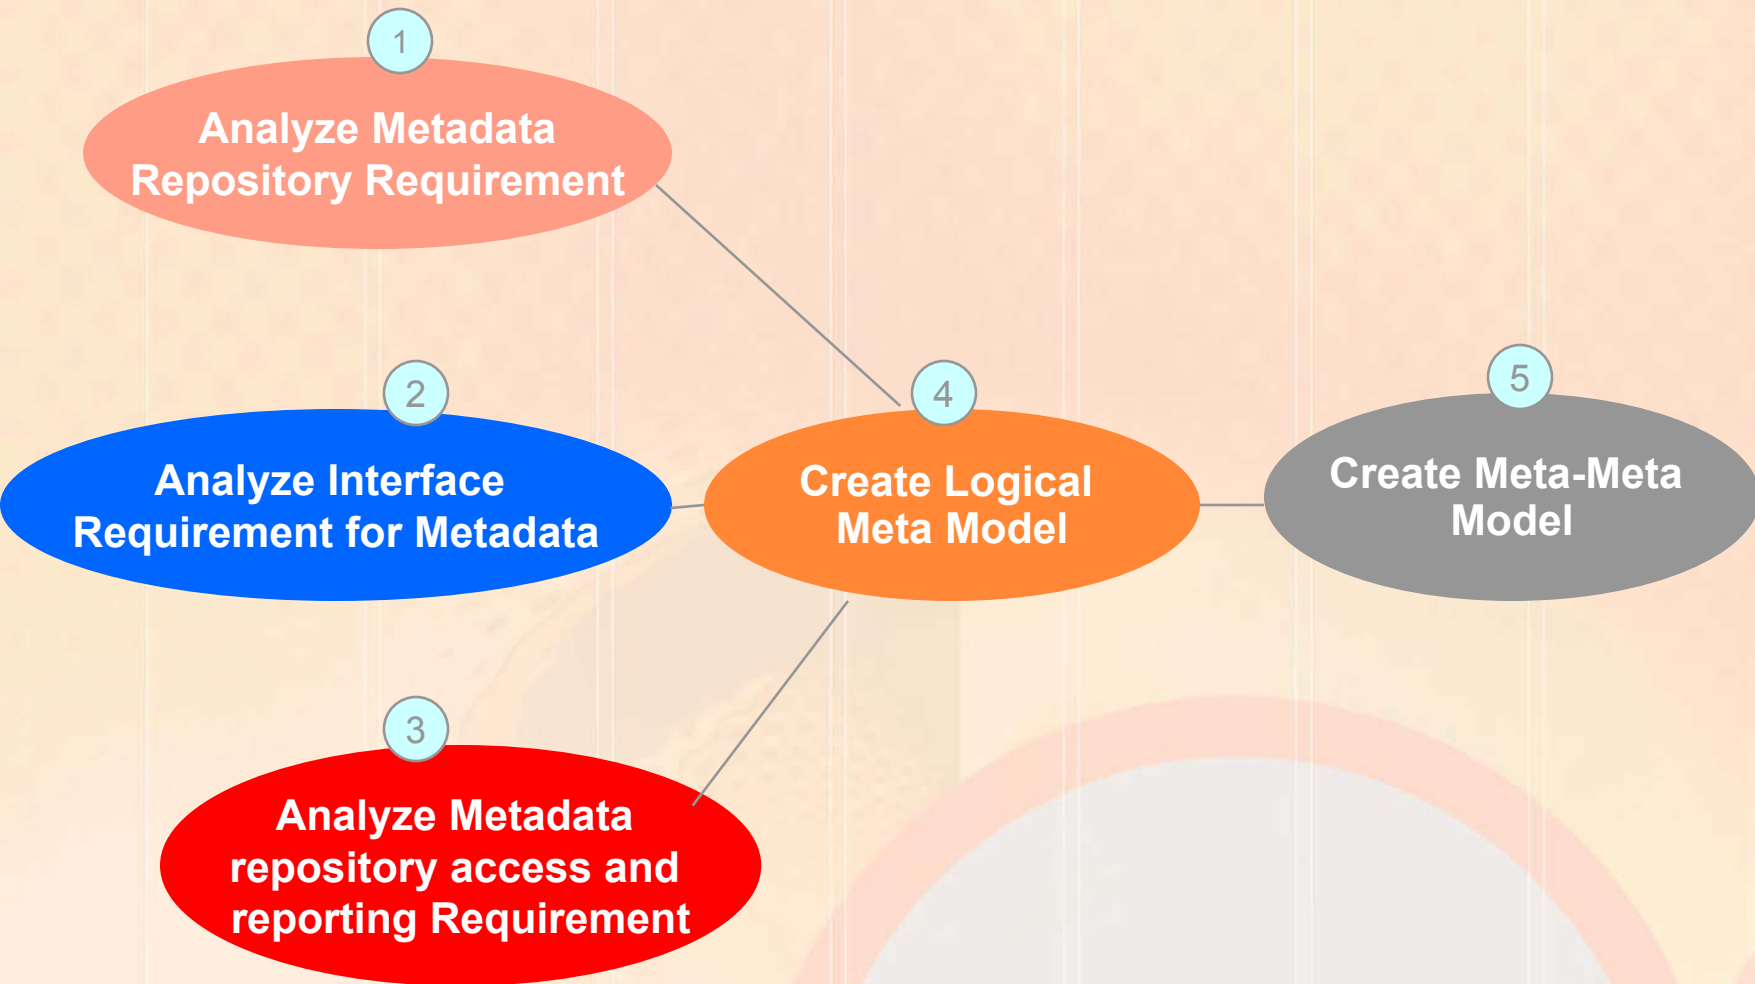 1
Analyze Metadata
Repository Requirement
2
Analyze Interface
Requirement for Metadata
3
Analyze Metadata
repository access and
reporting Requirement
4
Create Logical
Meta Model
5
Create Meta-Meta
Model